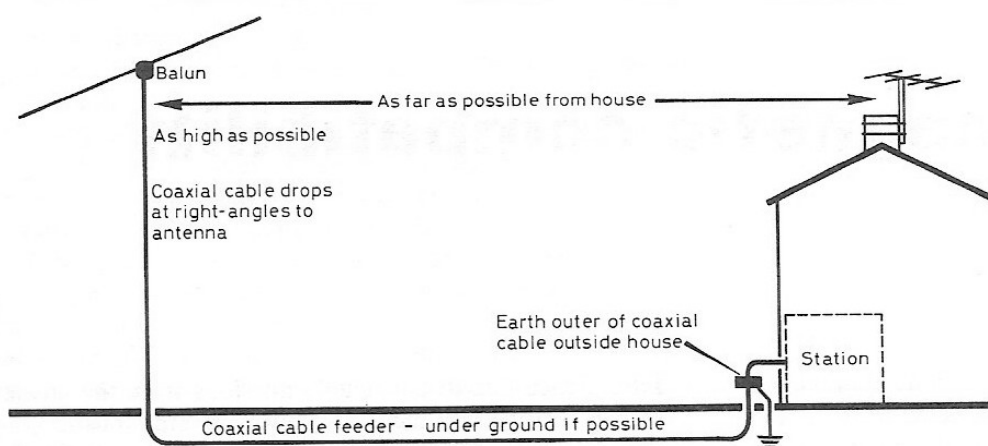 Balun
As far as possible from house
As high as possible
Coaxial cable drops
at right-angles to
antenna
Earth outer of coaxial
cable outside house
Station
Coaxial cable feeder – under ground if possible